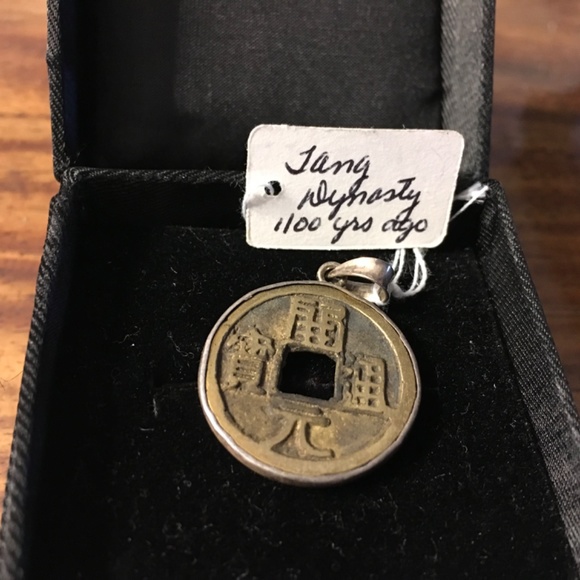 Tang
Dynasty
1100 yrs ago
開
寶 通
元